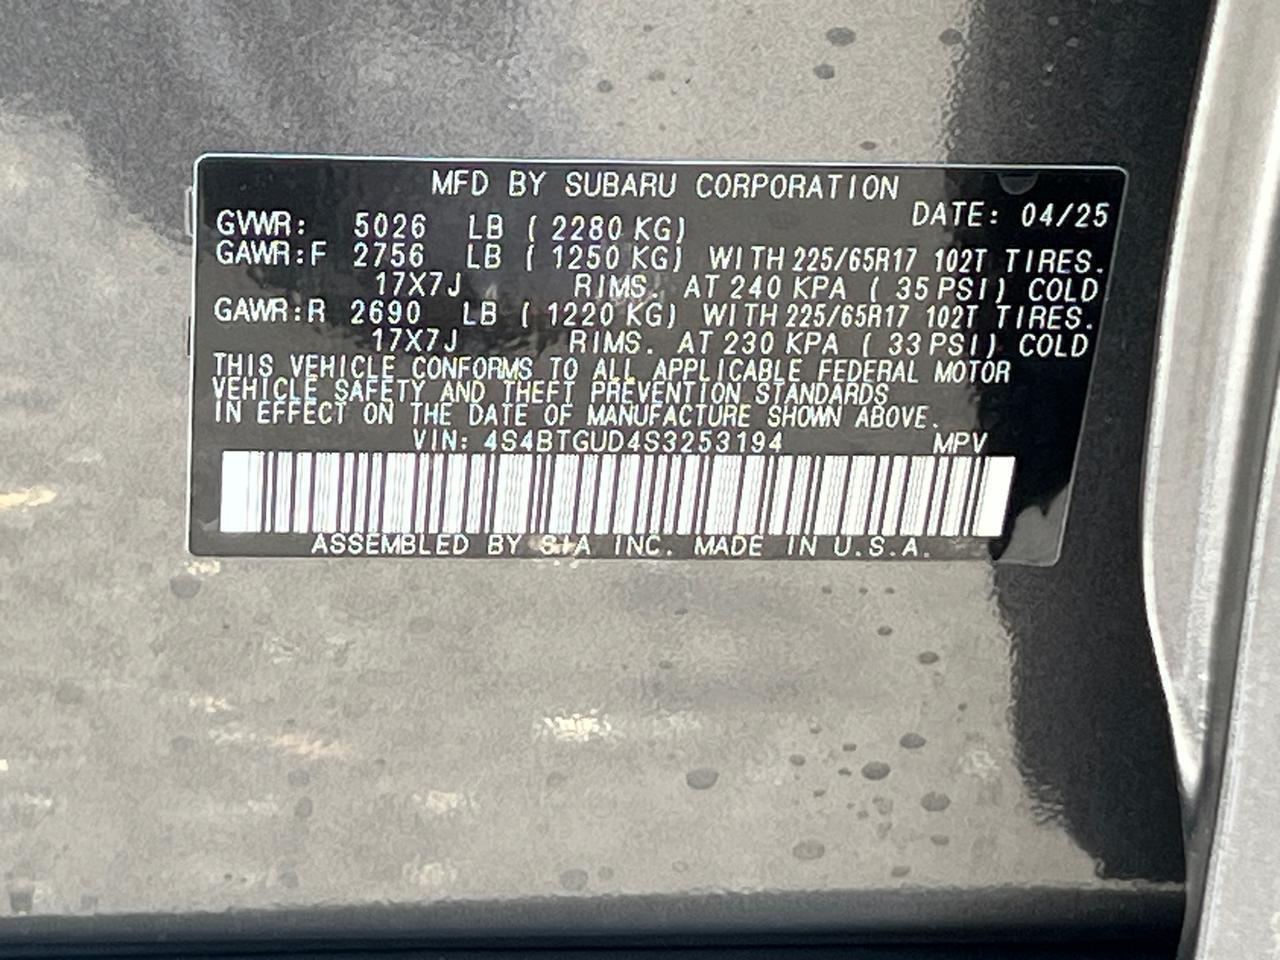 MFD BY SUBARU CORPORATION
DATE: 04/25
GVWR: 5026 LB ( 2280 KG)
GAWR:F 2756 LB ( 1250 KG) WITH 225/65R17 102T TIRES.
17X7J RIMS. AT 240 KPA ( 35 PSI) COLD
GAWR:R 2690 LB ( 1220 KG) WITH 225/65R17 102T TIRES.
17X7J RIMS. AT 230 KPA ( 33 PSI) COLD
THIS VEHICLE CONFORMS TO ALL APPLICABLE FEDERAL MOTOR
VEHICLE SAFETY AND THEFT PREVENTION STANDARDS
IN EFFECT ON THE DATE OF MANUFACTURE SHOWN ABOVE.
VIN: 4S4BTGUD4S3253194 MPV
ASSEMBLED BY SIA INC. MADE IN U.S.A.